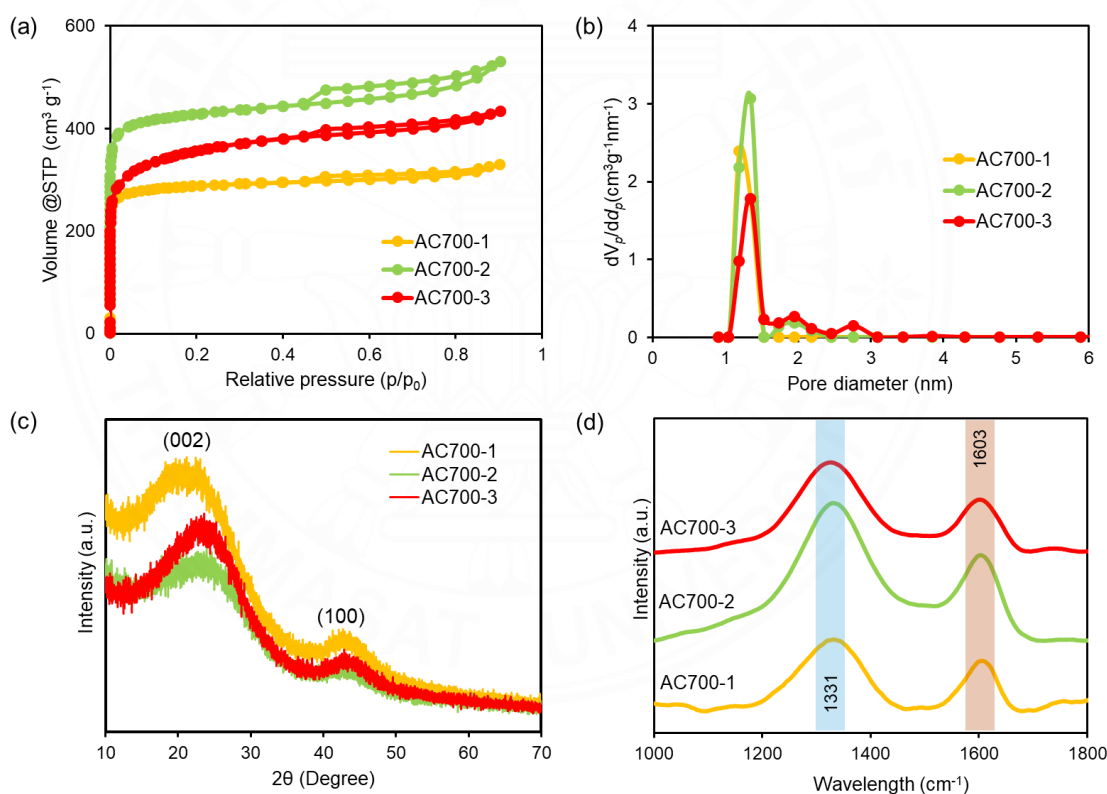 (a)
600
400
200
0
Volume @STP (cm³ g⁻¹)
AC700-1
AC700-2
AC700-3
0 0.2 0.4 0.6 0.8 1
Relative pressure (p/p₀)
(b)
4
3
2
1
0
dVₚ/ddₚ(cm³g⁻¹nm⁻¹)
AC700-1
AC700-2
AC700-3
0 1 2 3 4 5 6
Pore diameter (nm)
(c)
(002)
(100)
AC700-1
AC700-2
AC700-3
Intensity (a.u.)
10 20 30 40 50 60 70
2θ (Degree)
(d)
1603
AC700-3
AC700-2
AC700-1
1331
Intensity (a.u.)
1000 1200 1400 1600 1800
Wavelength (cm⁻¹)